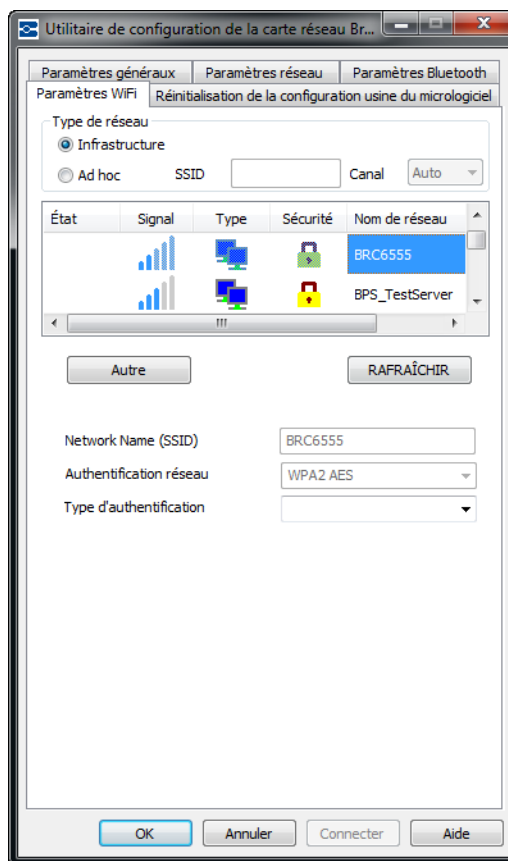 Utilitaire de configuration de la carte réseau Br...
Paramètres généraux Paramètres réseau Paramètres Bluetooth
Paramètres WiFi Réinitialisation de la configuration usine du micrologiciel
Type de réseau
Infrastructure
Ad hoc SSID Canal Auto
État Signal Type Sécurité Nom de réseau
BRC6555
BPS_TestServer
Autre RAFRAÎCHIR
Network Name (SSID) BRC6555
Authentification réseau WPA2 AES
Type d'authentification
OK Annuler Connecter Aide